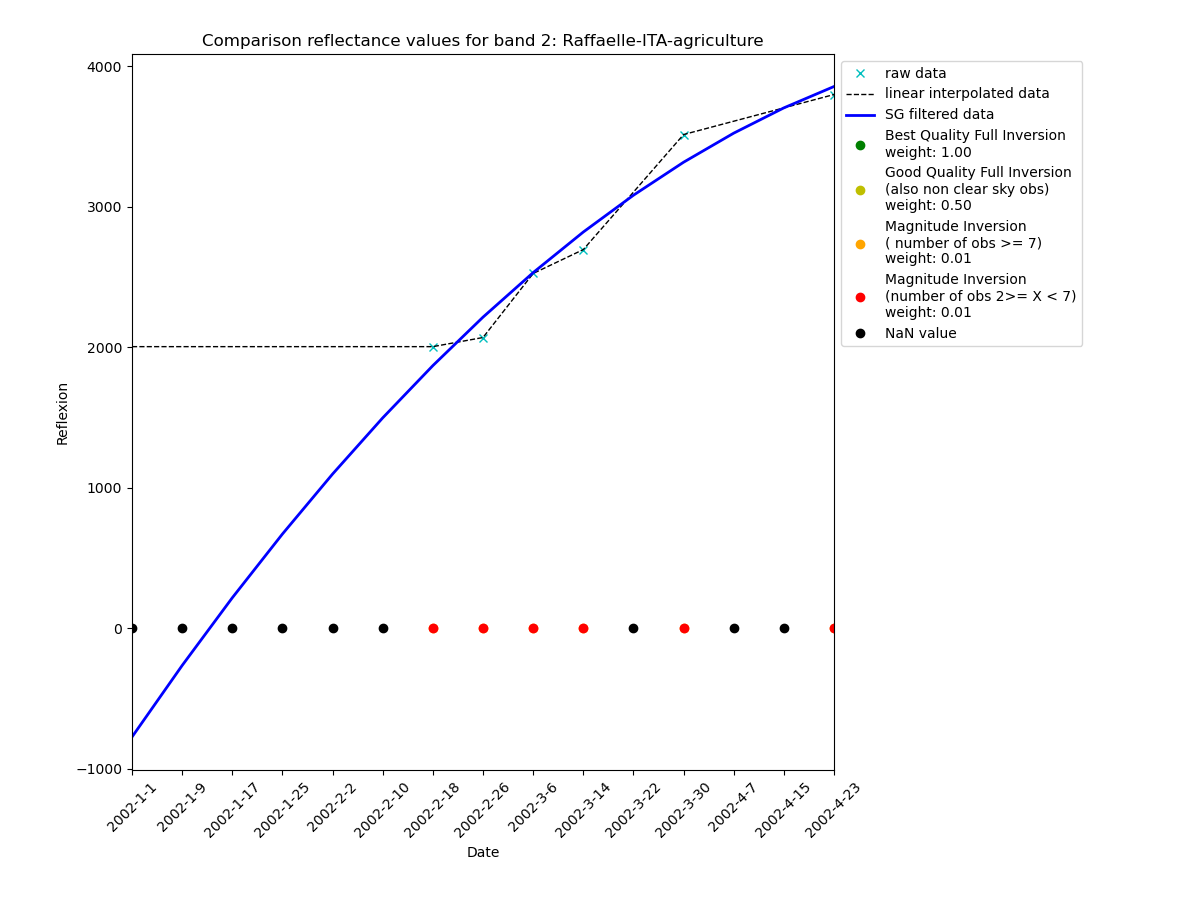 Comparison reflectance values for band 2: Raffaelle-ITA-agriculture
4000
3000
2000
1000
0
−1000
Reflexion
2002-1-1
2002-1-9
2002-1-17
2002-1-25
2002-2-2
2002-2-10
2002-2-18
2002-2-26
2002-3-6
2002-3-14
2002-3-22
2002-3-30
2002-4-7
2002-4-15
2002-4-23
Date
raw data
linear interpolated data
SG filtered data
Best Quality Full Inversion
weight: 1.00
Good Quality Full Inversion
(also non clear sky obs)
weight: 0.50
Magnitude Inversion
( number of obs >= 7)
weight: 0.01
Magnitude Inversion
(number of obs 2>= X < 7)
weight: 0.01
NaN value